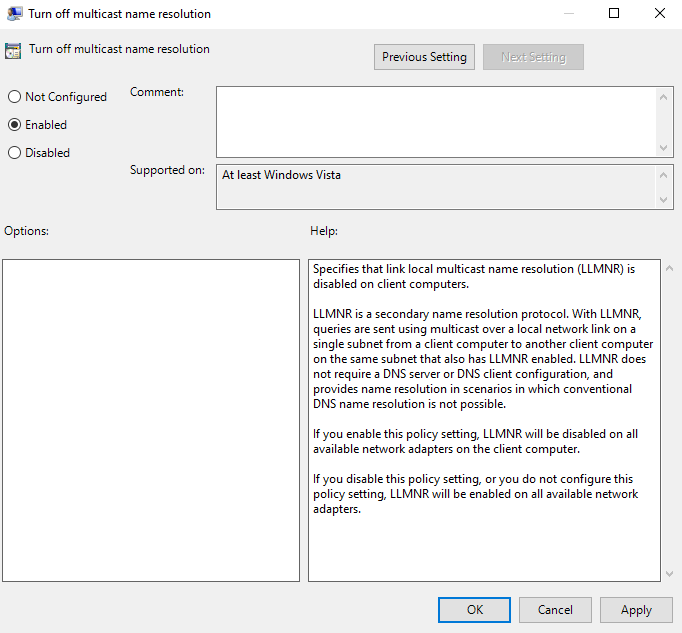 Turn off multicast name resolution
Turn off multicast name resolution
Previous Setting
Next Setting
Not Configured
Enabled
Disabled
Comment:
Supported on:
At least Windows Vista
Options:
Help:
Specifies that link local multicast name resolution (LLMNR) is
disabled on client computers.
LLMNR is a secondary name resolution protocol. With LLMNR,
queries are sent using multicast over a local network link on a
single subnet from a client computer to another client computer
on the same subnet that also has LLMNR enabled. LLMNR does
not require a DNS server or DNS client configuration, and
provides name resolution in scenarios in which conventional
DNS name resolution is not possible.
If you enable this policy setting, LLMNR will be disabled on all
available network adapters on the client computer.
If you disable this policy setting, or you do not configure this
policy setting, LLMNR will be enabled on all available network
adapters.
OK
Cancel
Apply